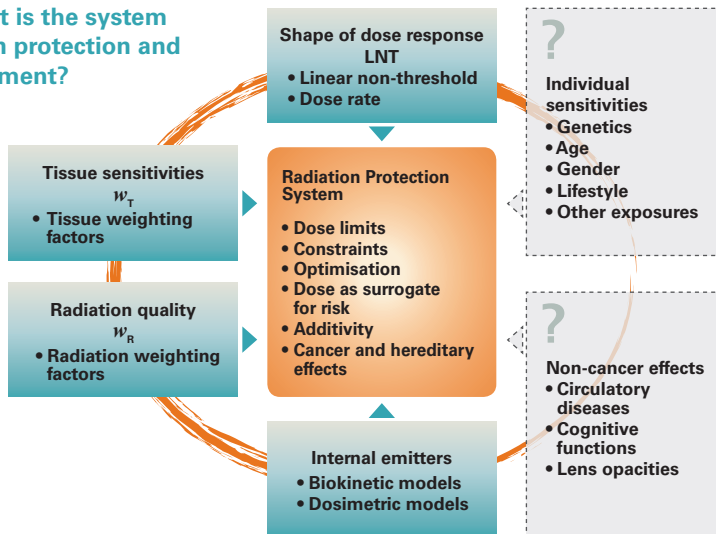 t is the system
n protection and
ment?
Shape of dose response
LNT
• Linear non-threshold
• Dose rate
?
Individual
sensitivities
• Genetics
• Age
• Gender
• Lifestyle
• Other exposures
Tissue sensitivities
wT
• Tissue weighting
factors
Radiation Protection
System
• Dose limits
• Constraints
• Optimisation
• Dose as surrogate
for risk
• Additivity
• Cancer and hereditary
effects
Radiation quality
wR
• Radiation weighting
factors
?
Non-cancer effects
• Circulatory
diseases
• Cognitive
functions
• Lens opacities
Internal emitters
• Biokinetic models
• Dosimetric models